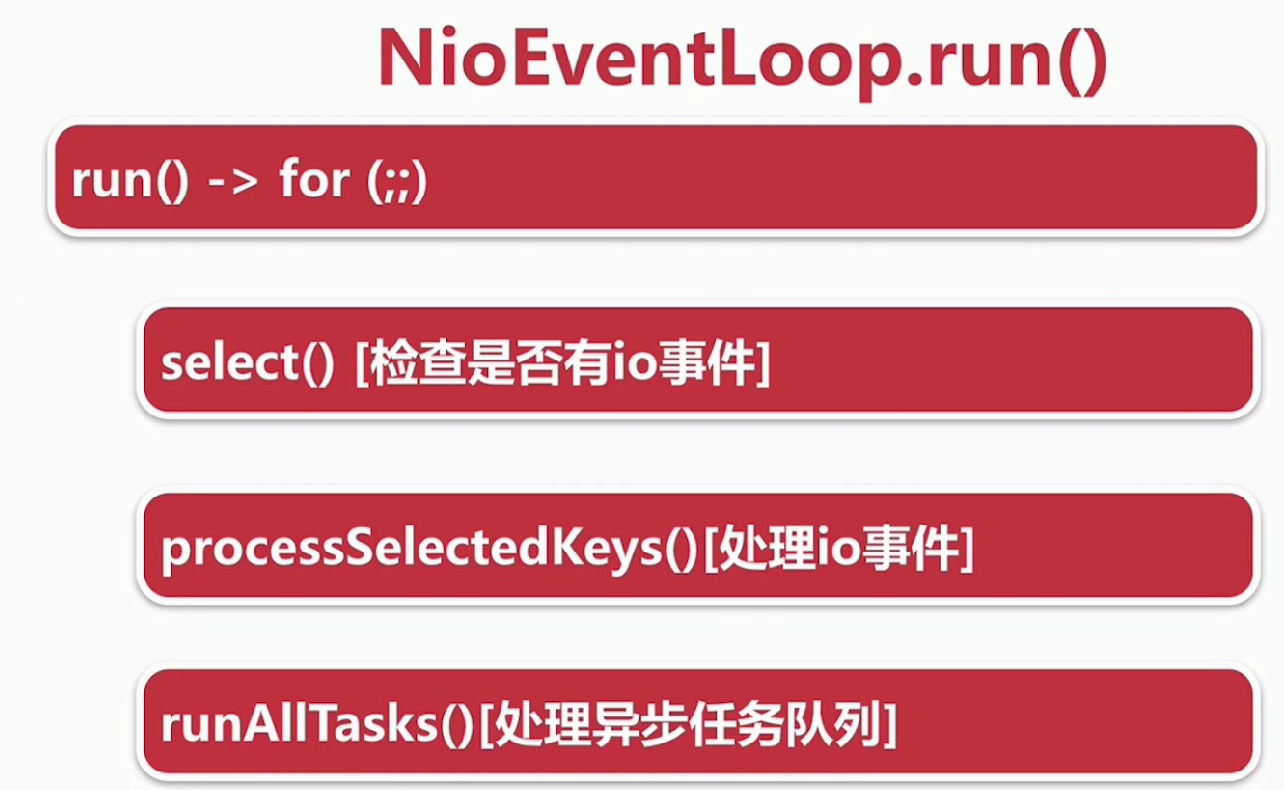 NioEventLoop.run()
run() -> for (;;)
select() [检查是否有io事件]
processSelectedKeys()[处理io事件]
runAllTasks()[处理异步任务队列]